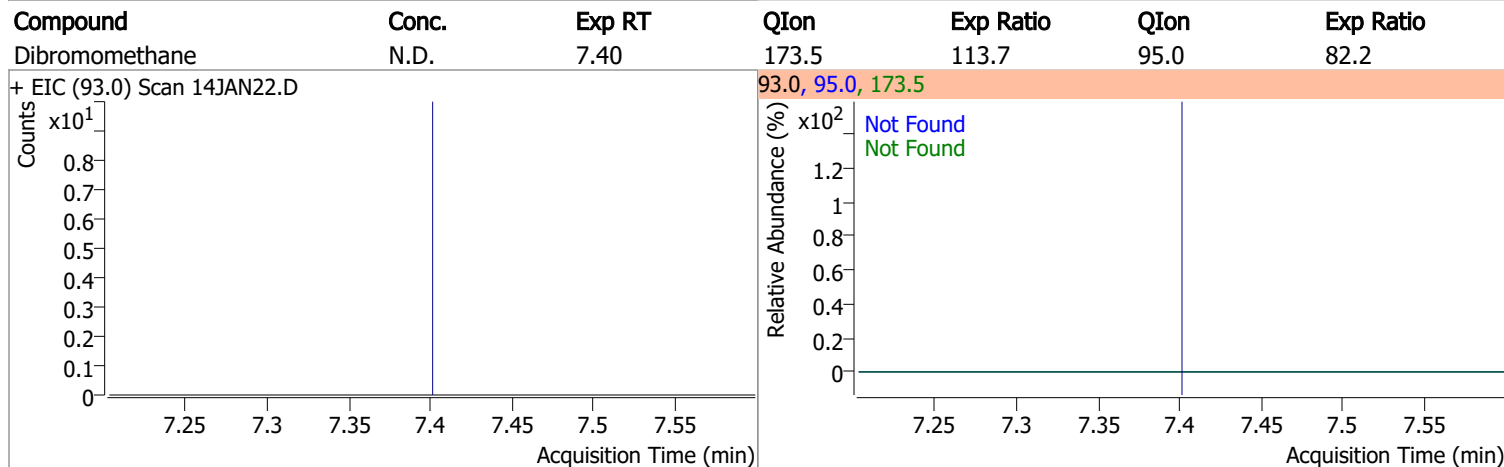 Compound Conc. Exp RT QIon Exp Ratio QIon Exp Ratio
Dibromomethane N.D. 7.40 173.5 113.7 95.0 82.2
+ EIC (93.0) Scan 14JAN22.D
Counts
x10^1
0.8
0.7
0.6
0.5
0.4
0.3
0.2
0.1
0
7.25 7.3 7.35 7.4 7.45 7.5 7.55
Acquisition Time (min)
93.0, 95.0, 173.5
Relative Abundance (%)
x10^2
Not Found
Not Found
1.2
1
0.8
0.6
0.4
0.2
0
7.25 7.3 7.35 7.4 7.45 7.5 7.55
Acquisition Time (min)